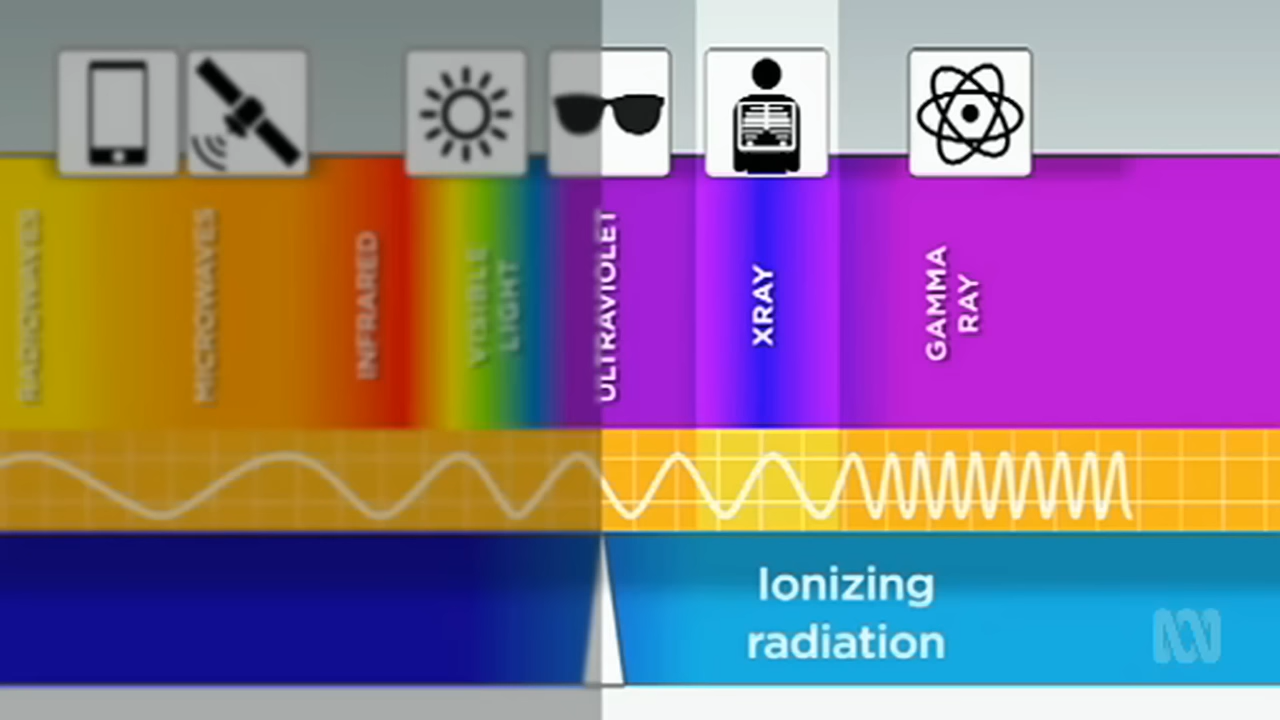 RADIOWAVES
MICROWAVES
INFRARED
VISIBLE
LIGHT
ULTRAVIOLET
XRAY
GAMMA
RAY
Ionizing
radiation